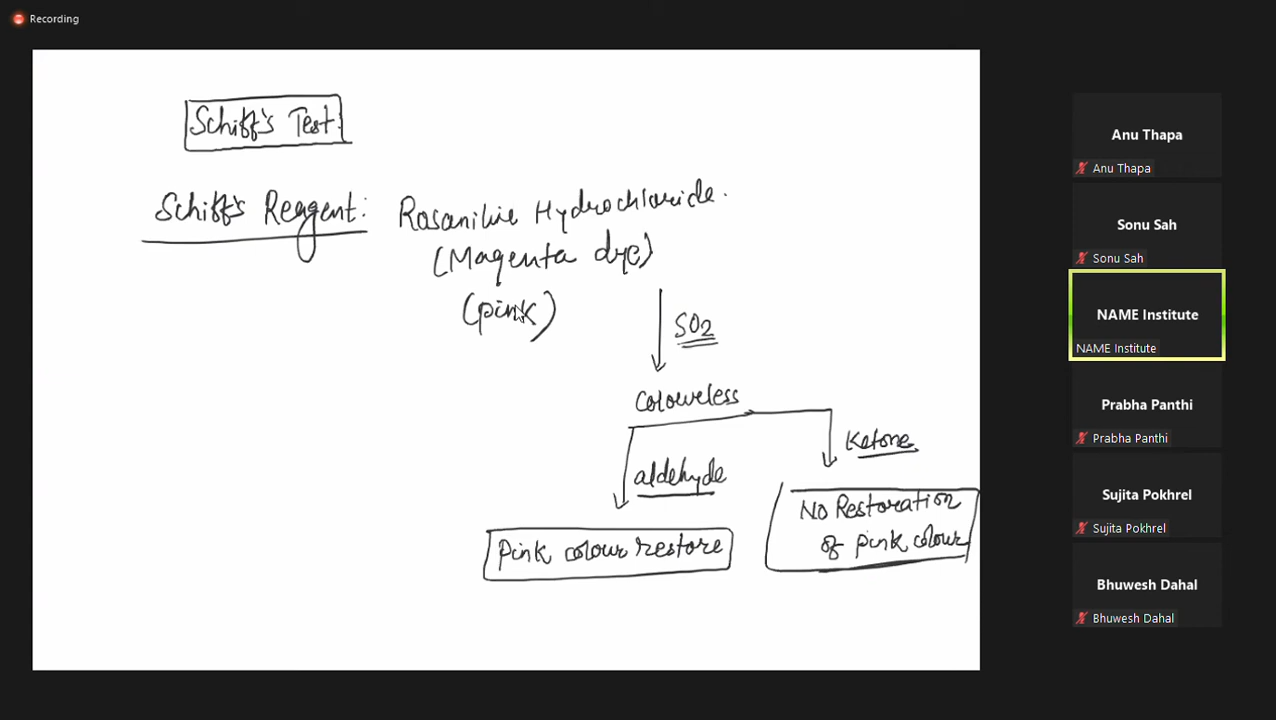 Recording
Schiff's Test
Schiff's Reagent: Rosaniline Hydrochloride.
(Magenta dye)
(pink)
SO2
Colourless
Ketone
aldehyde
No Restoration
of pink colour
Pink colour restore
Anu Thapa
Anu Thapa
Sonu Sah
Sonu Sah
NAME Institute
NAME Institute
Prabha Panthi
Prabha Panthi
Sujita Pokhrel
Sujita Pokhrel
Bhuwesh Dahal
Bhuwesh Dahal